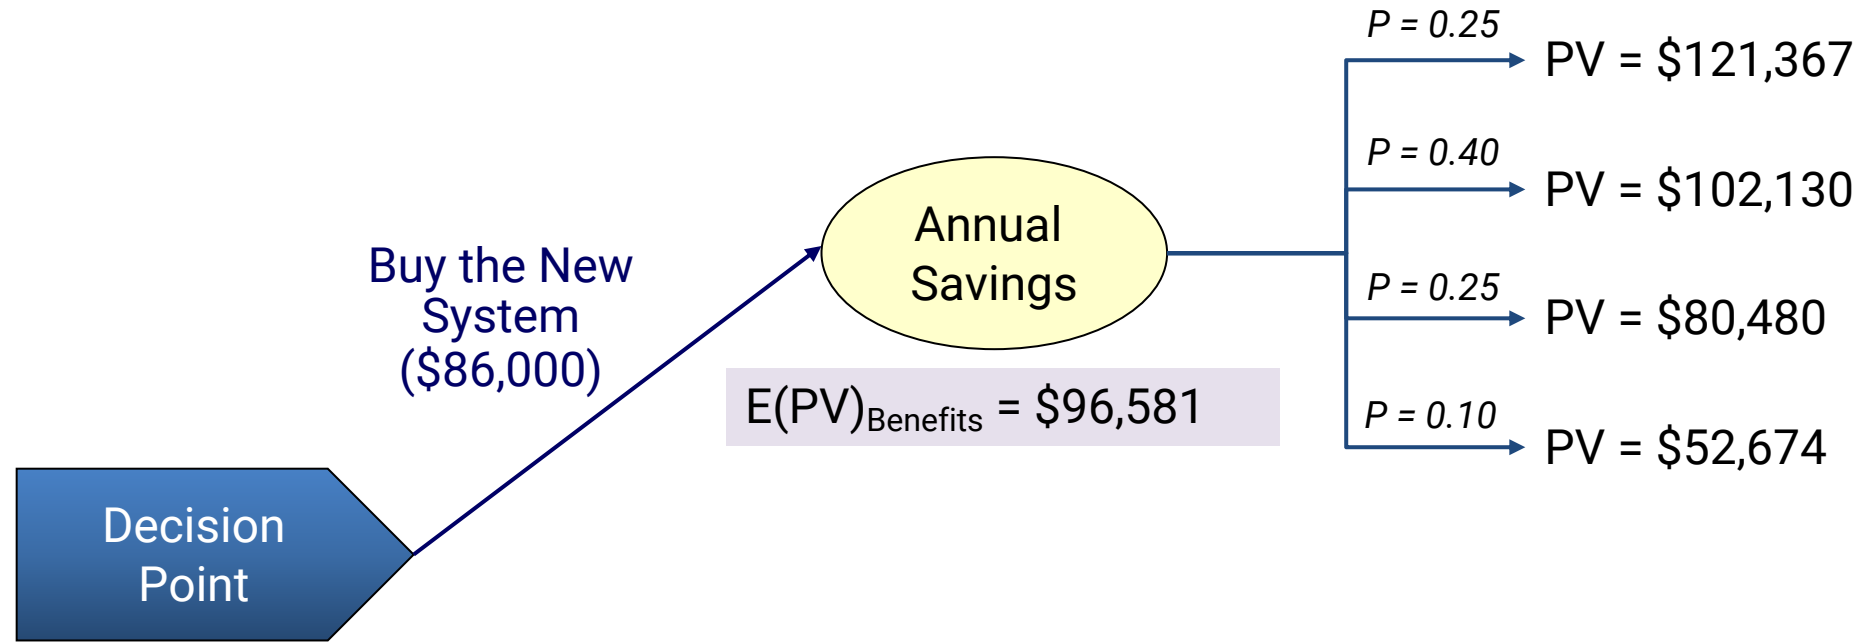 P = 0.25
PV = $121,367
P = 0.40
PV = $102,130
Annual
Savings
Buy the New
System
($86,000)
P = 0.25
PV = $80,480
E(PV)Benefits = $96,581
P = 0.10
PV = $52,674
Decision
Point